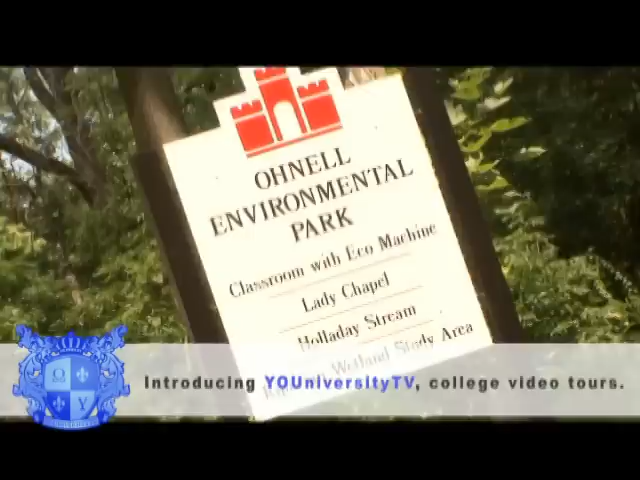 OHNELL
ENVIRONMENTAL
PARK
Classroom with Eco Machine
Lady Chapel
Holladay Stream
Wetland Study Area
Introducing YOUniversityTV, college video tours.
Ω
Y